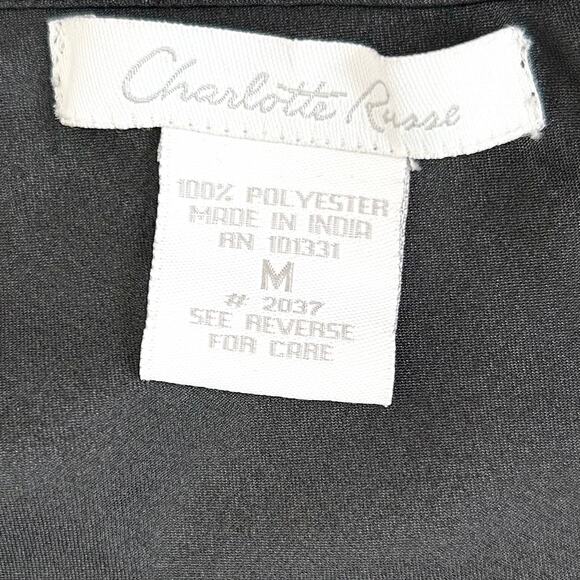 Charlotte Russe
100% POLYESTER
MADE IN INDIA
RN 101331
M
# 2037
SEE REVERSE
FOR CARE